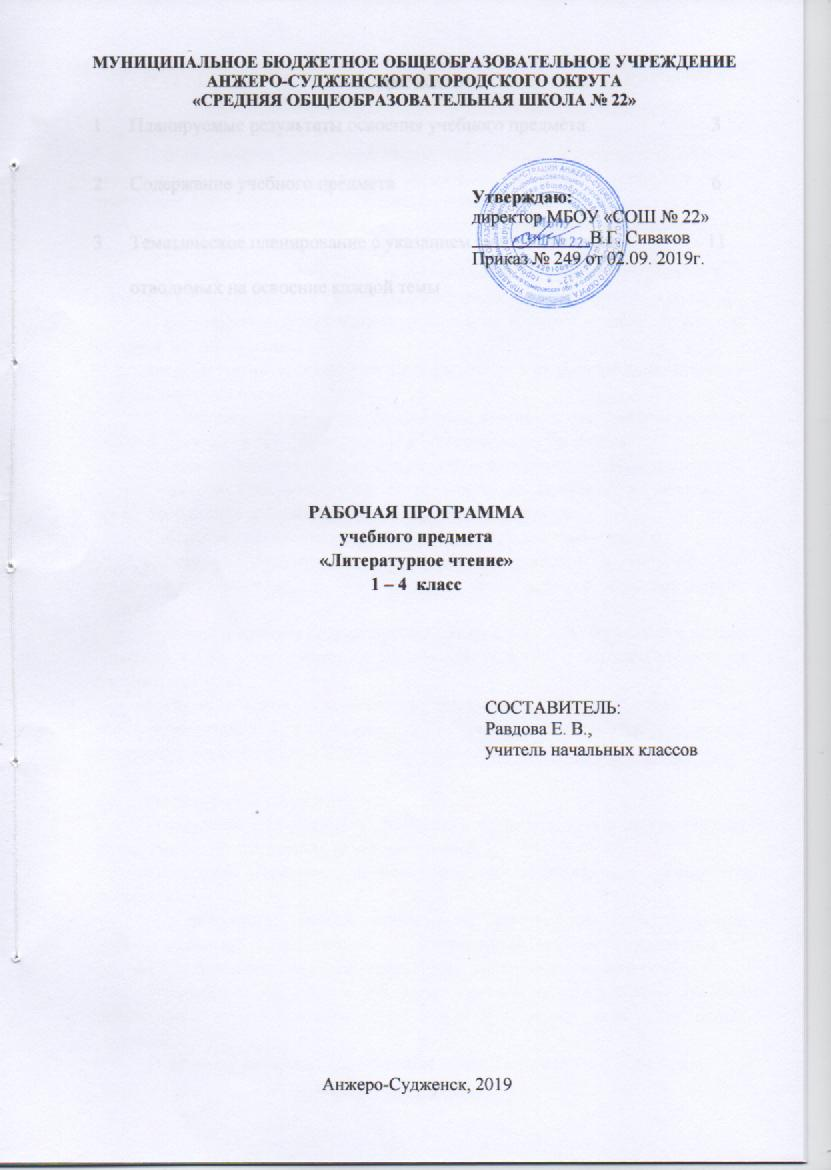 МУНИЦИПАЛЬНОЕ БЮДЖЕТНОЕ ОБЩЕОБРАЗОВАТЕЛЬНОЕ УЧРЕЖДЕНИЕ
АНЖЕРО-СУДЖЕНСКОГО ГОРОДСКОГО ОКРУГА
«СРЕДНЯЯ ОБЩЕОБРАЗОВАТЕЛЬНАЯ ШКОЛА № 22»
1 Планируемые результаты освоения учебного предмета 3
2 Содержание учебного предмета 6
3 Тематическое планирование с указанием 11
отводимых на освоение каждой темы
Утверждаю:
директор МБОУ «СОШ № 22»
В.Г. Сиваков
Приказ № 249 от 02.09. 2019г.
«СОШ № 22»
РАБОЧАЯ ПРОГРАММА
учебного предмета
«Литературное чтение»
1 – 4 класс
СОСТАВИТЕЛЬ:
Равдова Е. В.,
учитель начальных классов
Анжеро-Судженск, 2019